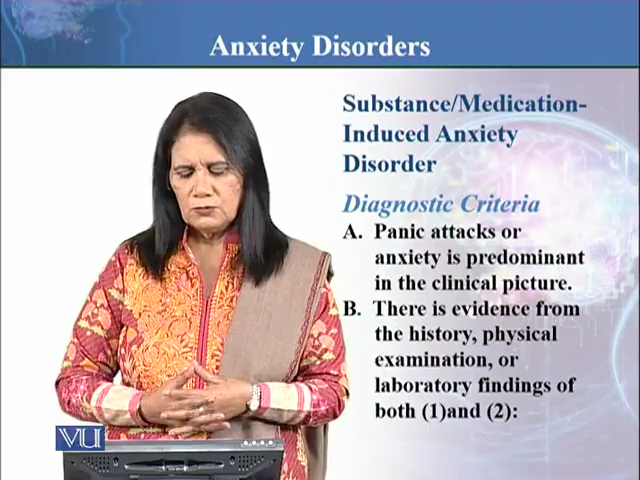 Anxiety Disorders
Substance/Medication-
Induced Anxiety
Disorder
Diagnostic Criteria
A. Panic attacks or
anxiety is predominant
in the clinical picture.
B. There is evidence from
the history, physical
examination, or
laboratory findings of
both (1)and (2):
VU